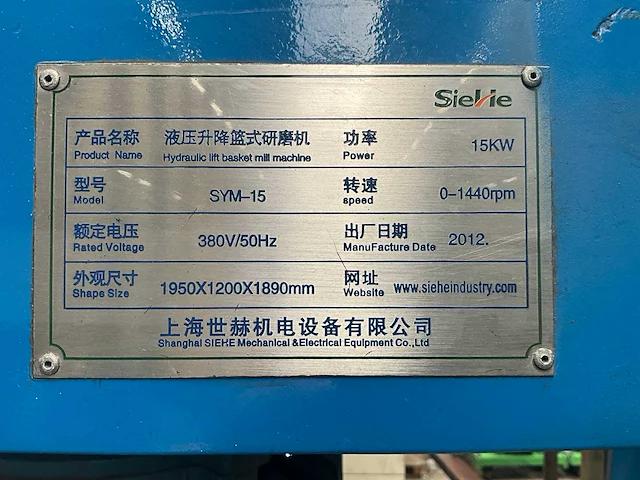 SieHe
产品名称 液压升降篮式研磨机 功率 15KW
Product Name Hydraulic lift basket mill machine Power
型号 SYM-15 转速 0-1440rpm
Model speed
额定电压 380V/50Hz 出厂日期 2012.
Rated Voltage ManuFacture Date
外观尺寸 1950X1200X1890mm 网址 www.sieheindustry.com
Shape Size Website
上海世赫机电设备有限公司
Shanghai SIEHE Mechanical &Electrical Equipment Co.,Ltd